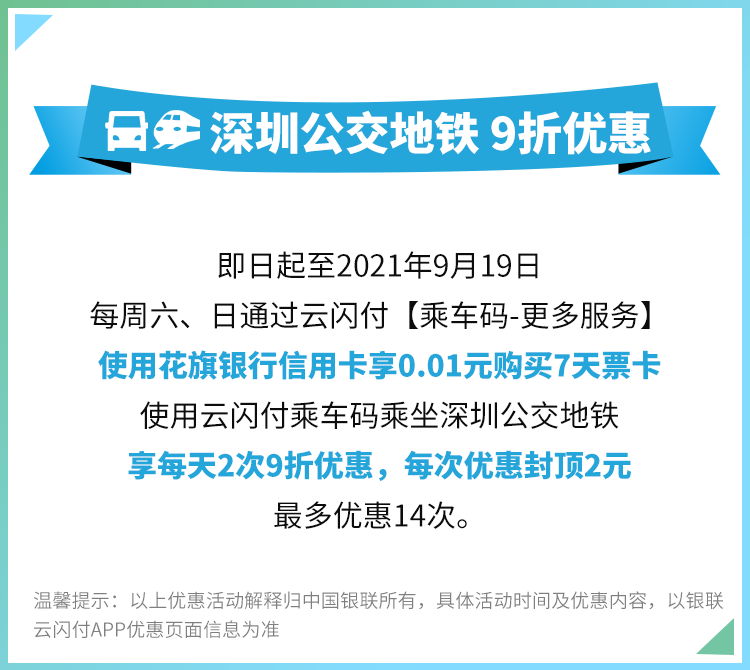 深圳公交地铁 9折优惠
即日起至2021年9月19日
每周六、日通过云闪付【乘车码-更多服务】
使用花旗银行信用卡享0.01元购买7天票卡
使用云闪付乘车码乘坐深圳公交地铁
享每天2次9折优惠，每次优惠封顶2元
最多优惠14次。
温馨提示：以上优惠活动解释归中国银联所有，具体活动时间及优惠内容，以银联
云闪付APP优惠页面信息为准